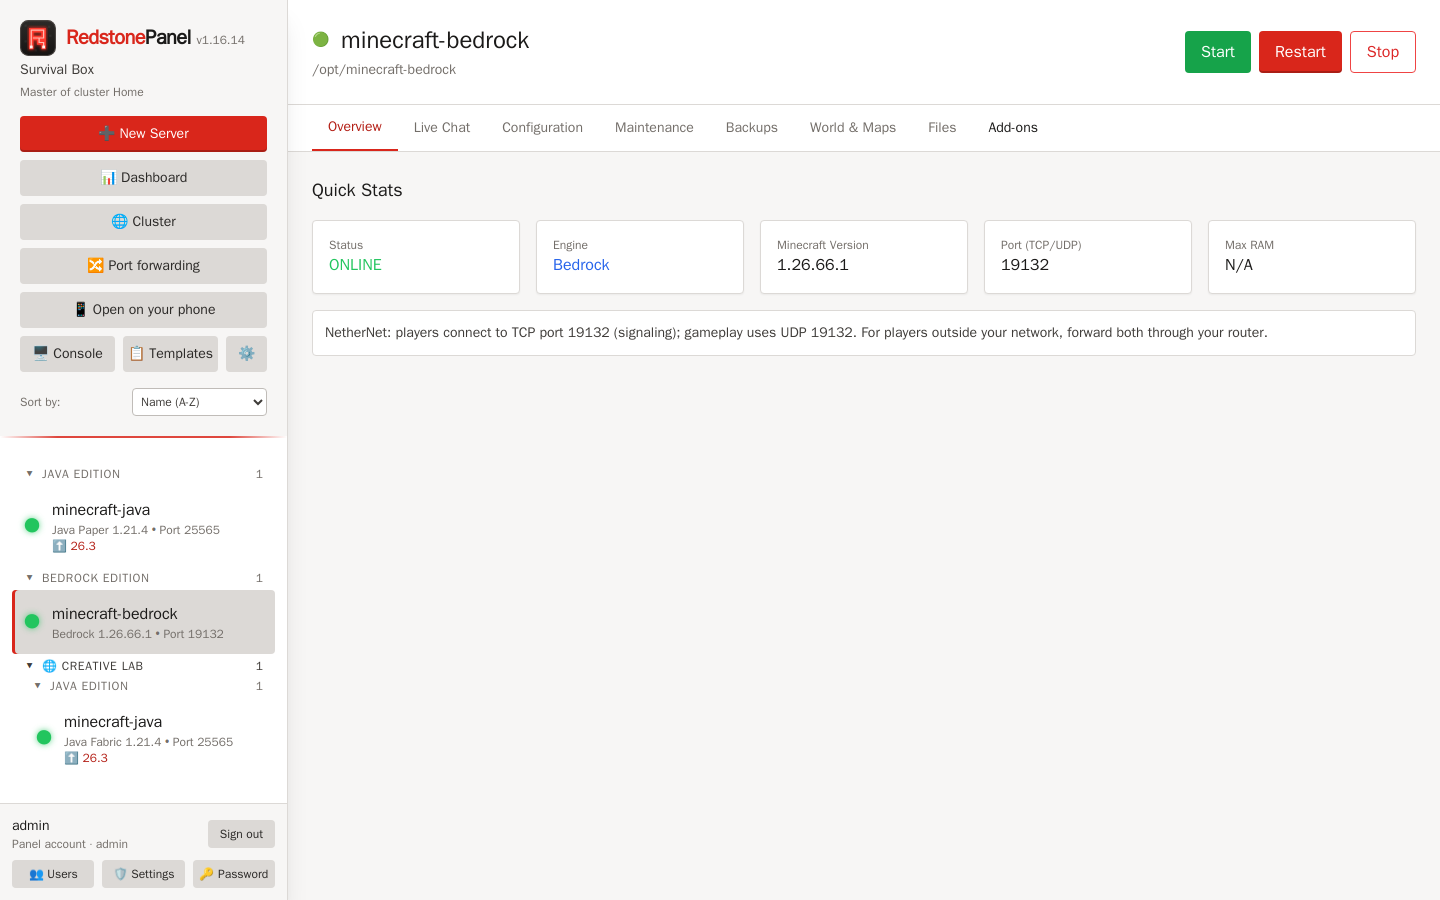 RedstonePanel v1.16.14
Survival Box
Master of cluster Home
➕ New Server
📊 Dashboard
🌐 Cluster
🔀 Port forwarding
📱 Open on your phone
🖥️ Console
📋 Templates
⚙️
Sort by:
Name (A-Z)
▼ JAVA EDITION 1
minecraft-java
Java Paper 1.21.4 • Port 25565
⬆️ 26.3
▼ BEDROCK EDITION 1
minecraft-bedrock
Bedrock 1.26.66.1 • Port 19132
▼ 🌐 CREATIVE LAB 1
▼ JAVA EDITION 1
minecraft-java
Java Fabric 1.21.4 • Port 25565
⬆️ 26.3
admin
Panel account · admin
Sign out
👥 Users
🛡️ Settings
🔑 Password
🟢 minecraft-bedrock
/opt/minecraft-bedrock
Start
Restart
Stop
Overview
Live Chat
Configuration
Maintenance
Backups
World & Maps
Files
Add-ons
Quick Stats
Status
ONLINE
Engine
Bedrock
Minecraft Version
1.26.66.1
Port (TCP/UDP)
19132
Max RAM
N/A
NetherNet: players connect to TCP port 19132 (signaling); gameplay uses UDP 19132. For players outside your network, forward both through your router.